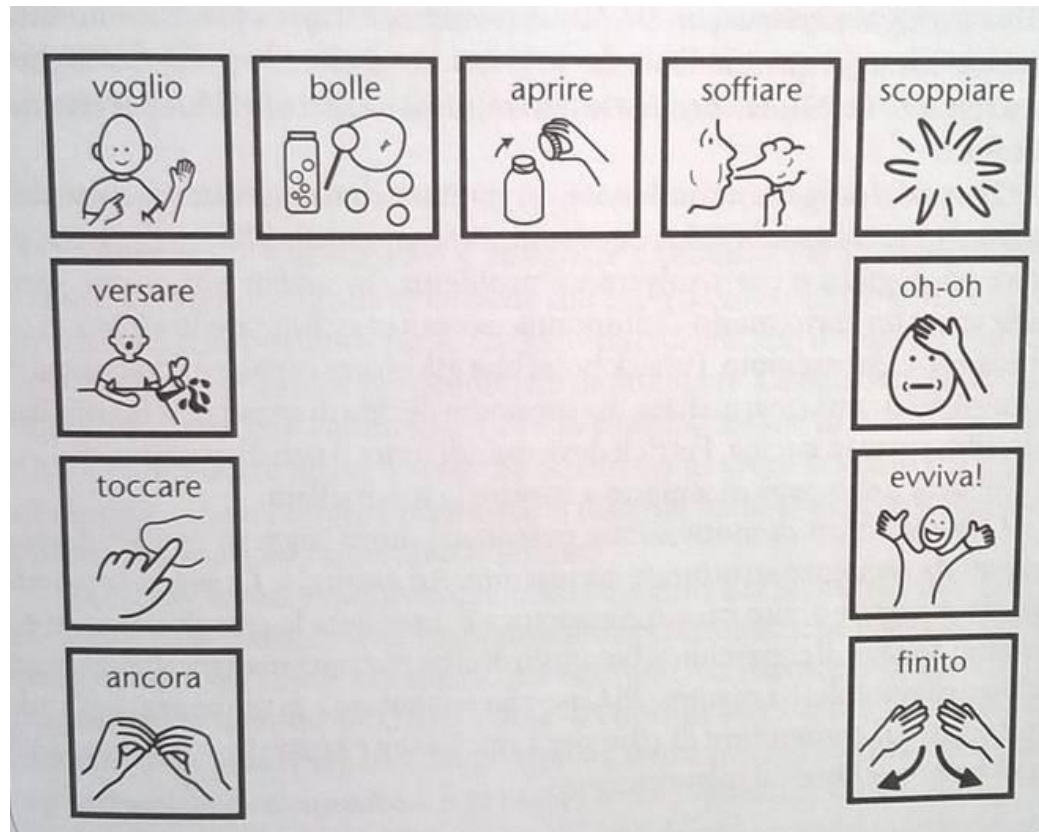 voglio
bolle
aprire
soffiare
scoppiare
versare
oh-oh
toccare
evviva!
ancora
finito